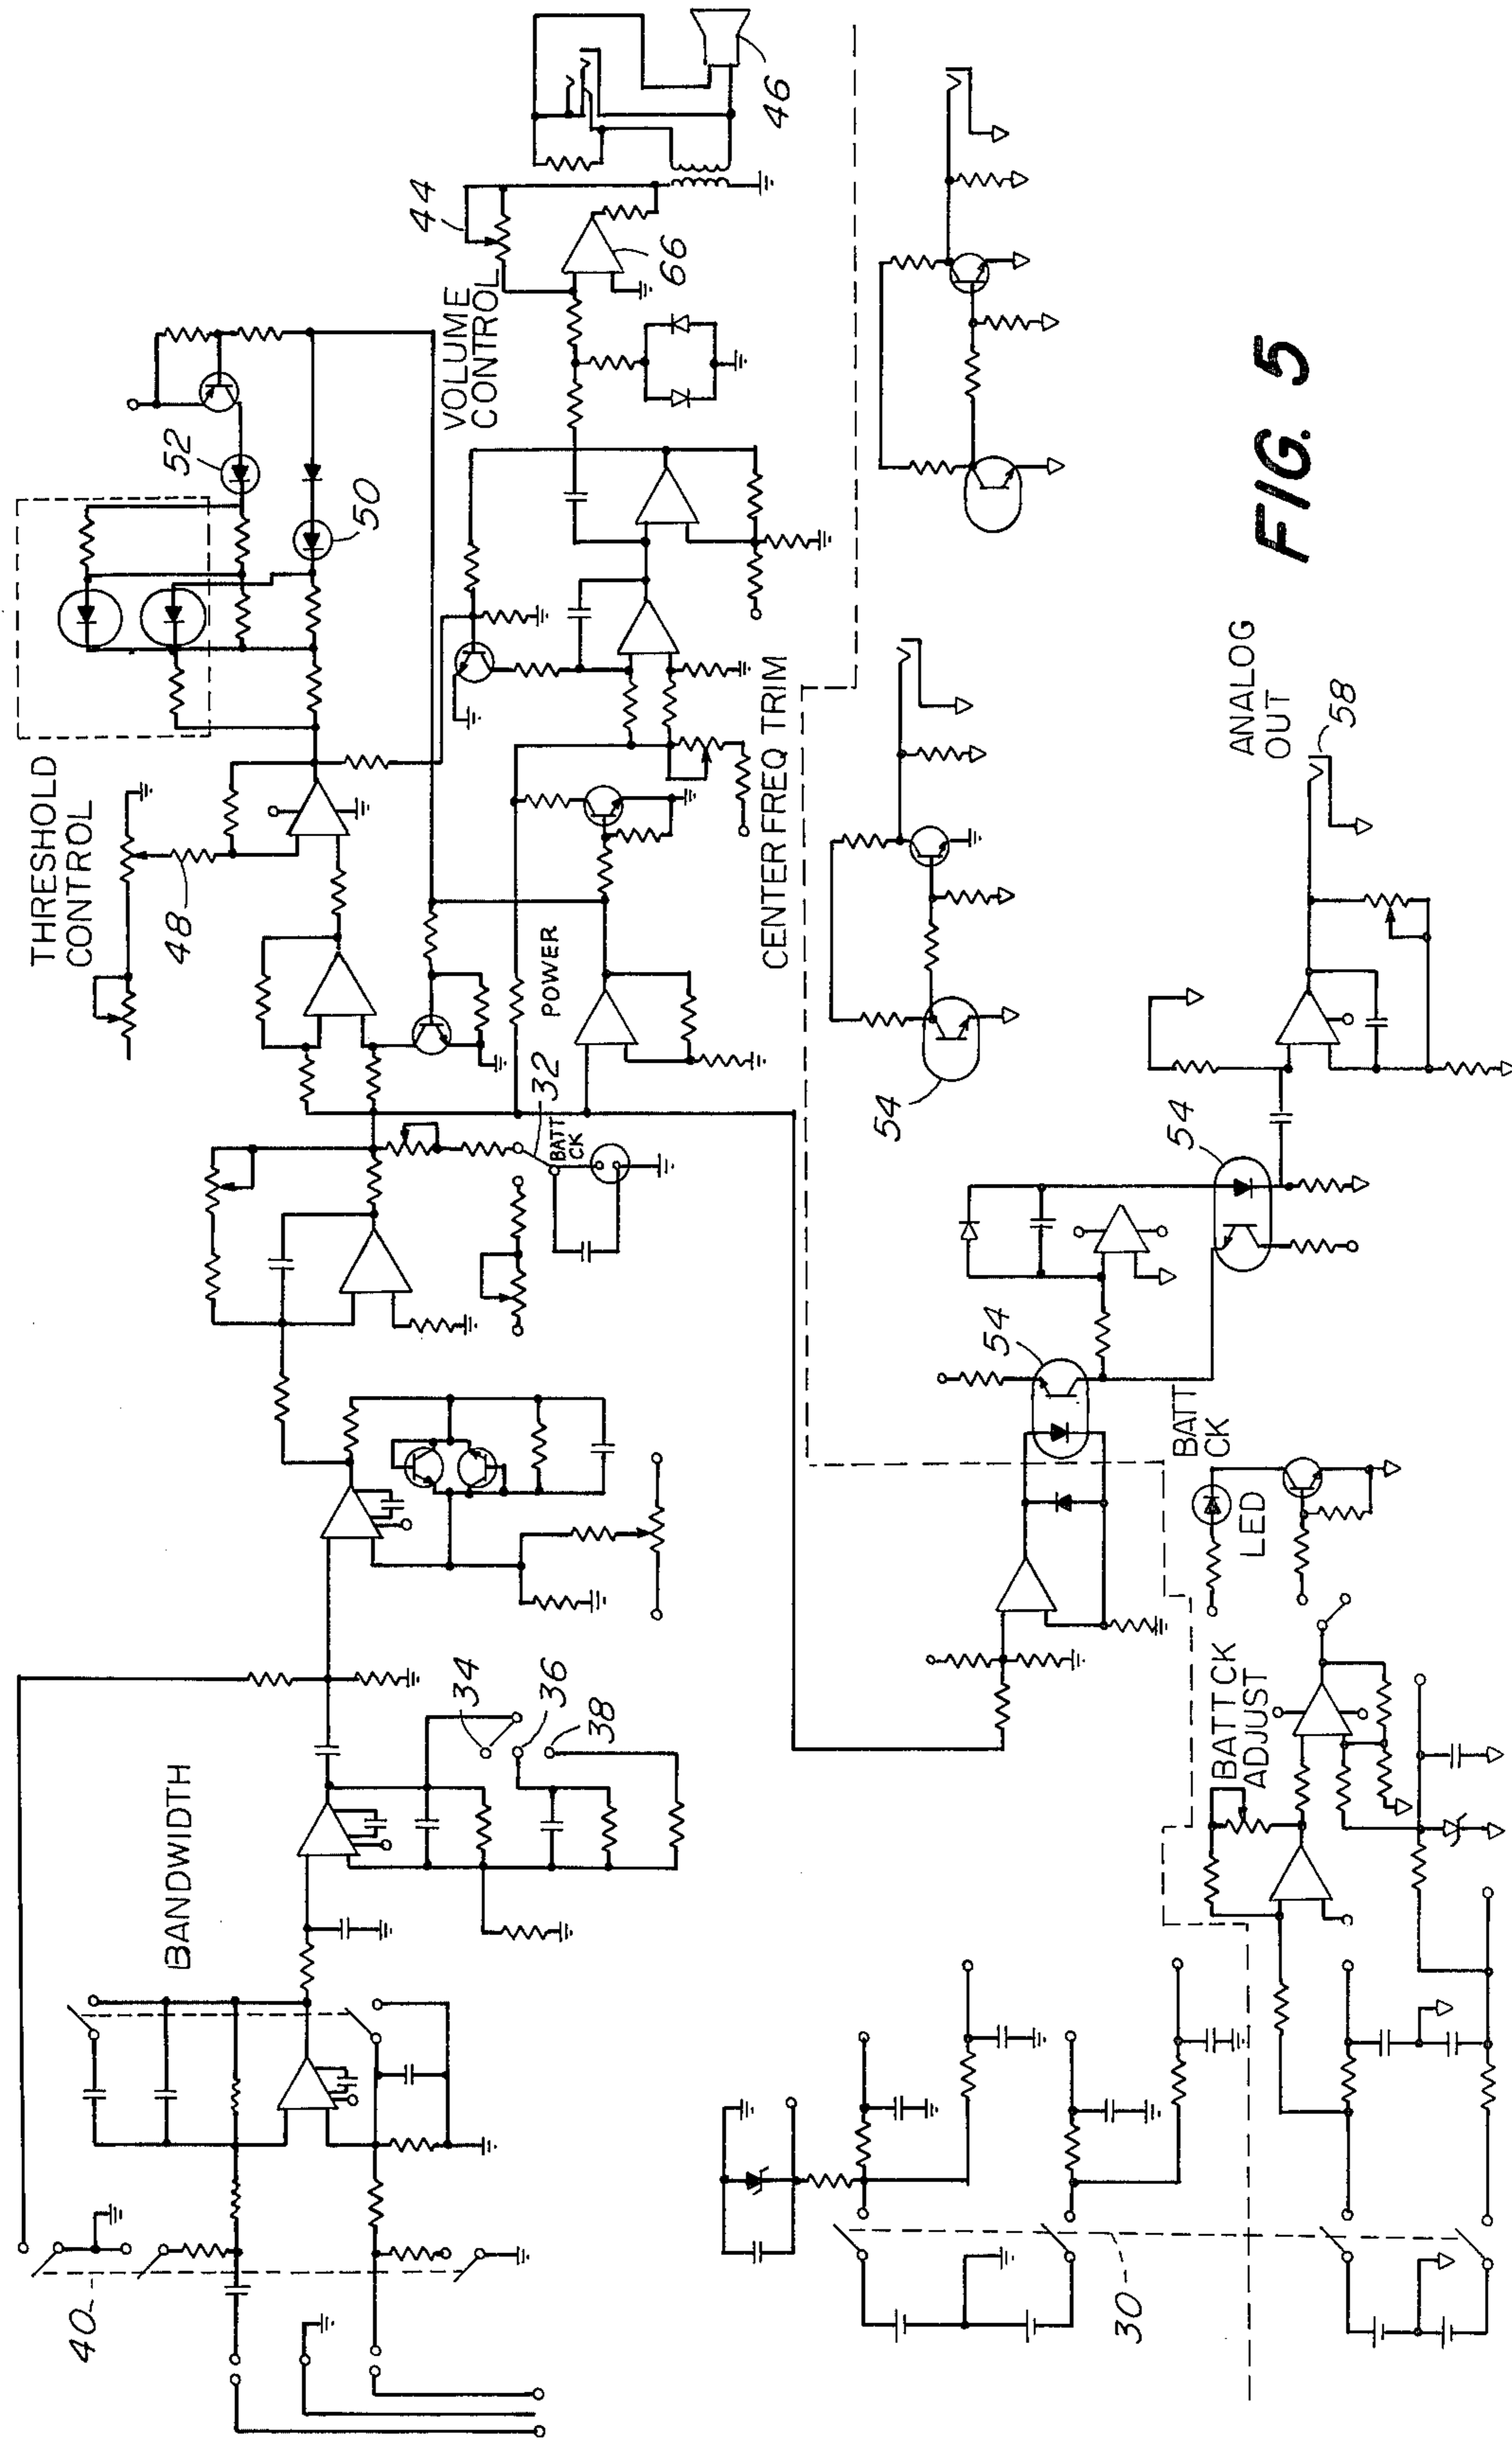 40
BANDWIDTH
34
36
38
THRESHOLD
CONTROL
48
52
50
VOLUME
CONTROL
44
66
46
POWER
32
BATT
CK
CENTER FREQ TRIM
54
54
54
ANALOG
OUT
58
BATT
CK
LED
BATT CK
ADJUST
30
FIG. 5